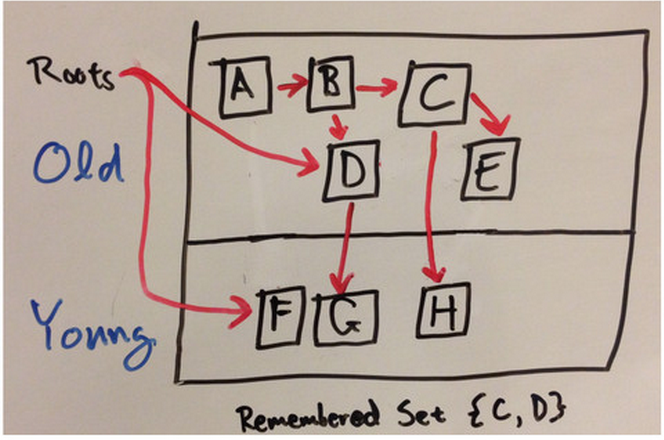 Roots
A B C
Old
D E
Young
F G H
Remembered Set {C, D}